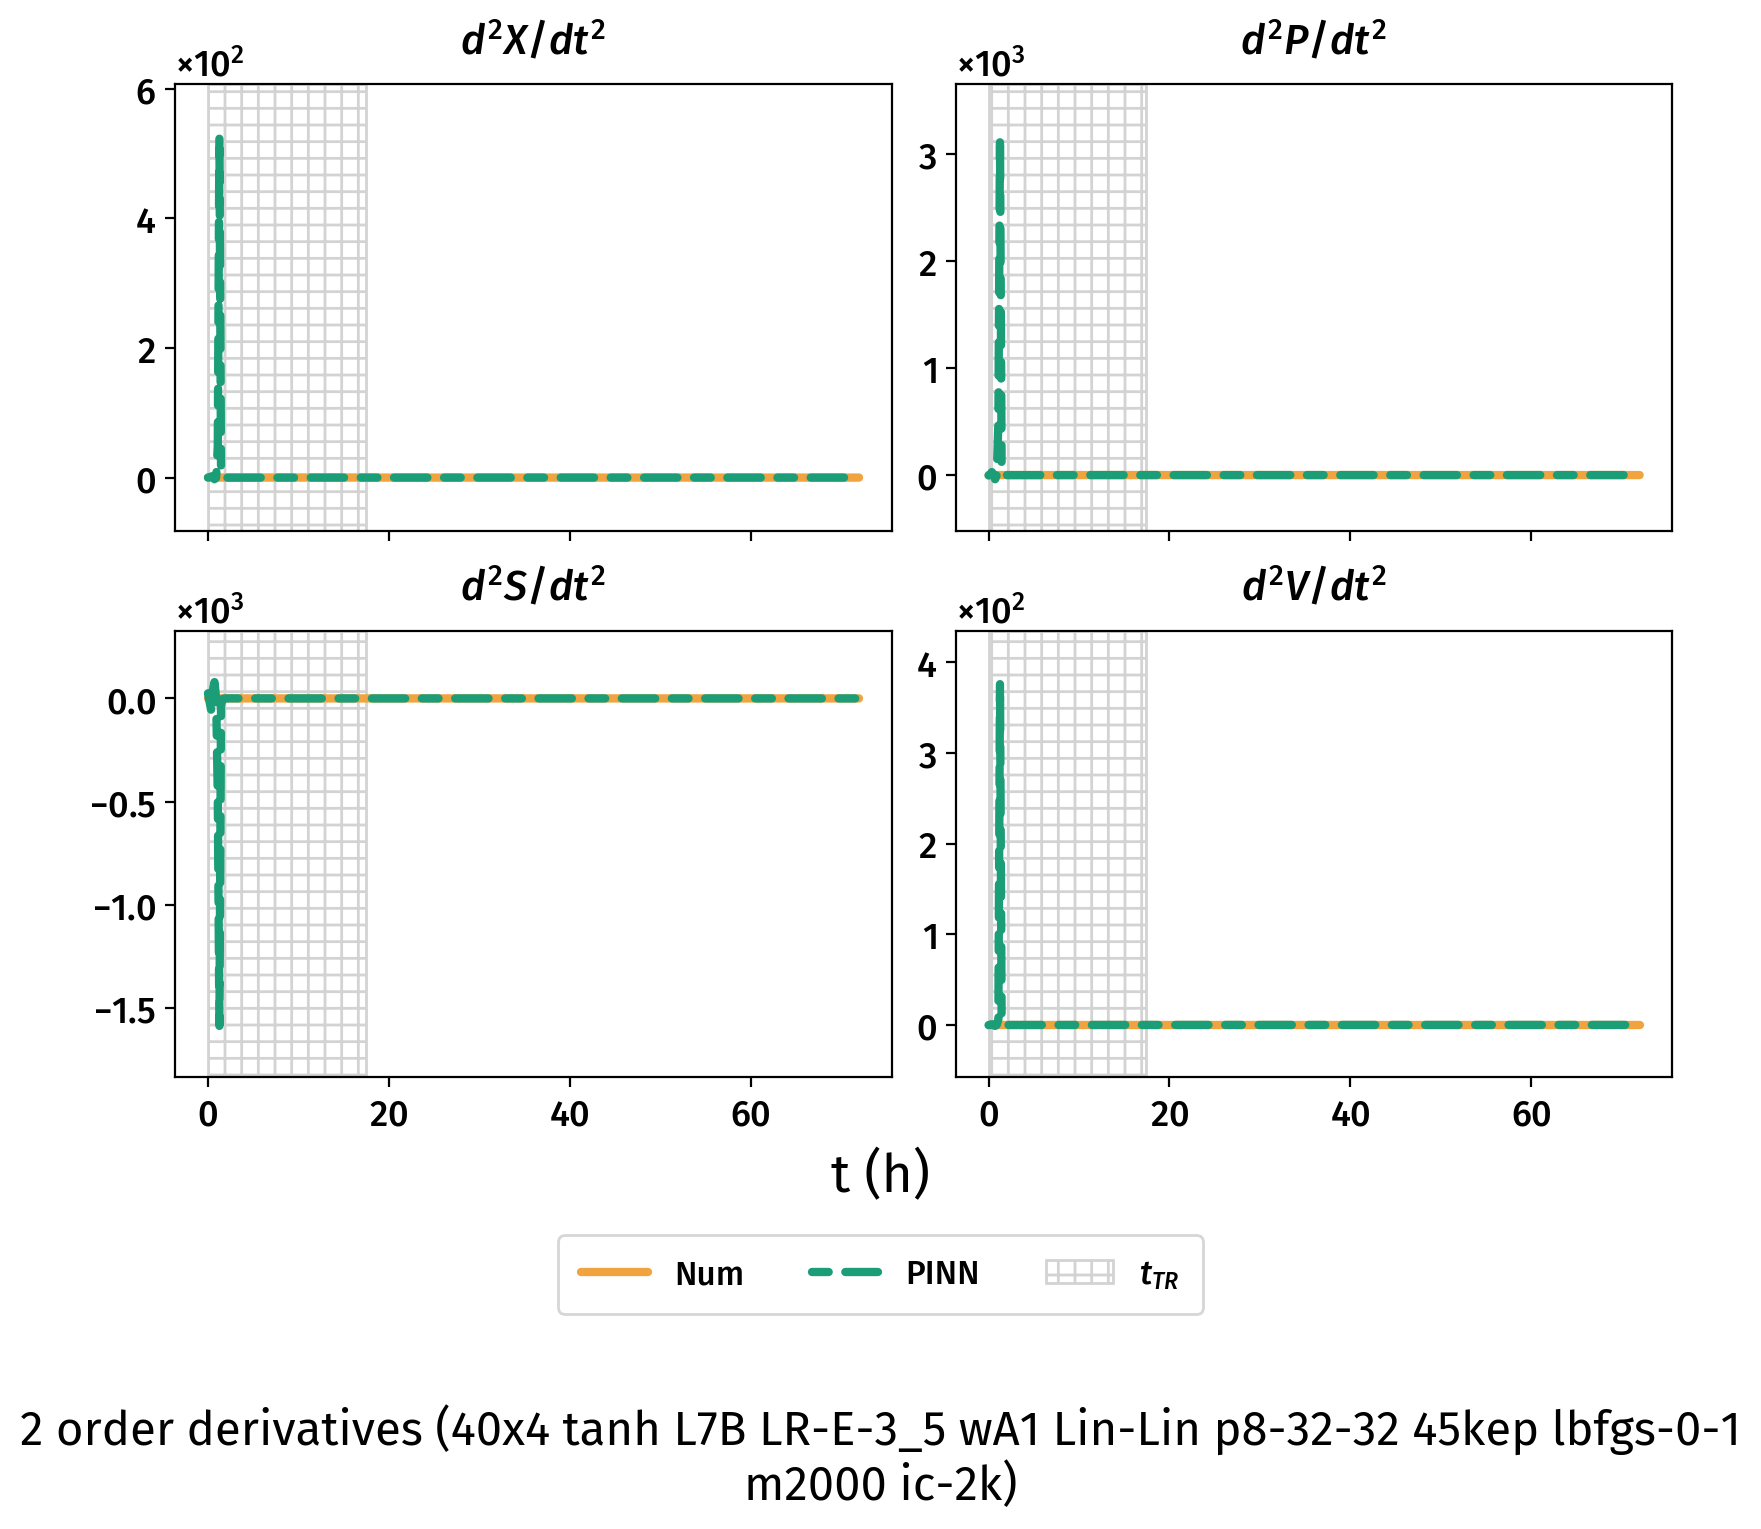 d²X/dt²
×10²
6
4
2
0
d²P/dt²
×10³
3
2
1
0
d²S/dt²
×10³
0.0
−0.5
−1.0
−1.5
0 20 40 60
d²V/dt²
×10²
4
3
2
1
0
0 20 40 60
t (h)
Num PINN t_TR
2 order derivatives (40x4 tanh L7B LR-E-3_5 wA1 Lin-Lin p8-32-32 45kep lbfgs-0-1
m2000 ic-2k)